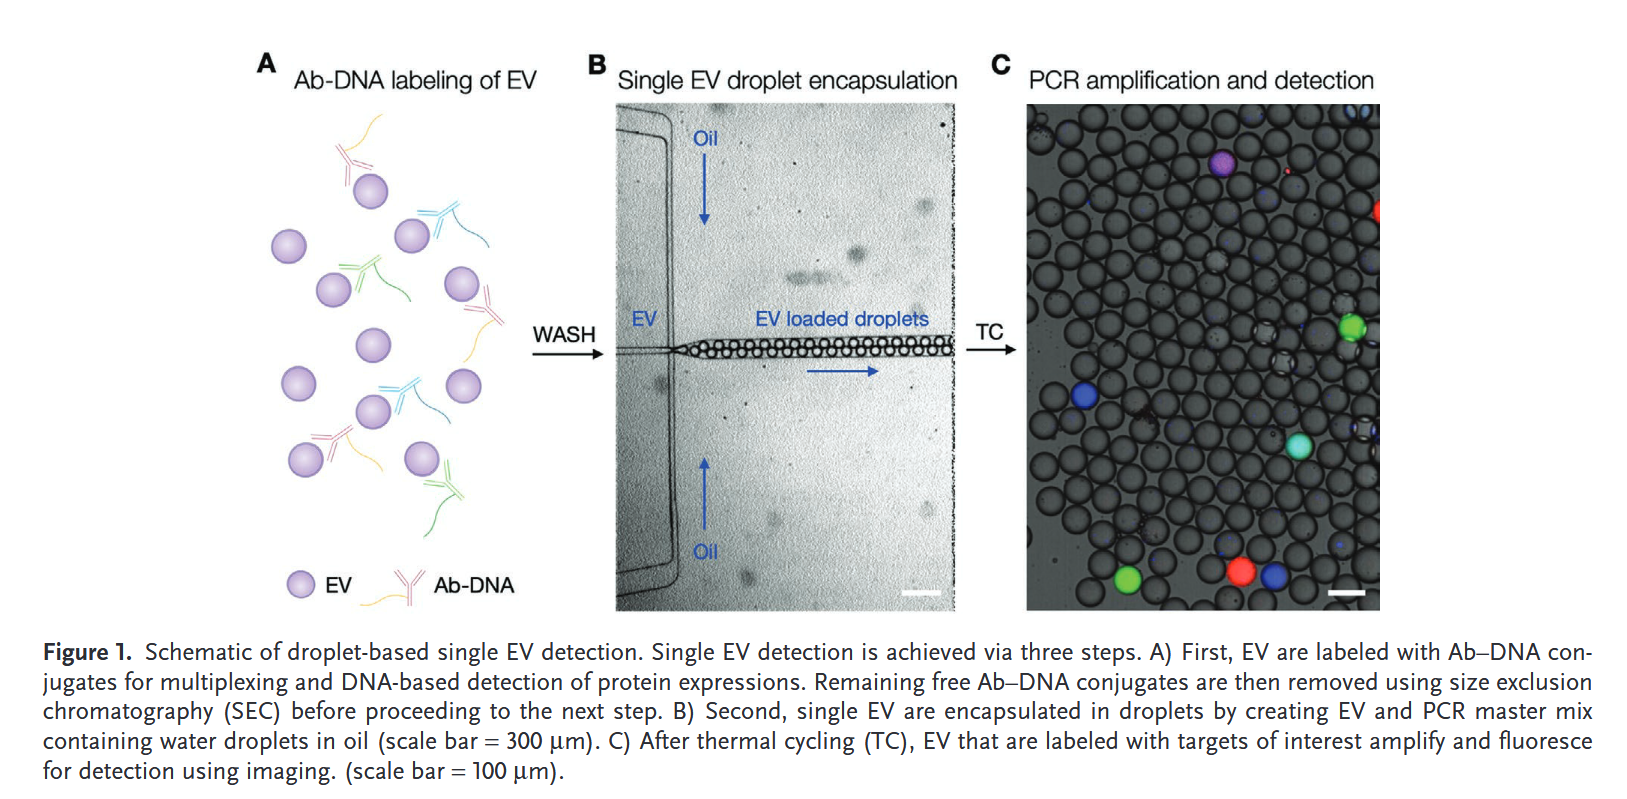 A
Ab-DNA labeling of EV
B
Single EV droplet encapsulation
C
PCR amplification and detection
WASH
EV
Ab-DNA
Oil
EV
EV loaded droplets
Oil
TC
Figure 1. Schematic of droplet-based single EV detection. Single EV detection is achieved via three steps. A) First, EV are labeled with Ab–DNA con-
jugates for multiplexing and DNA-based detection of protein expressions. Remaining free Ab–DNA conjugates are then removed using size exclusion
chromatography (SEC) before proceeding to the next step. B) Second, single EV are encapsulated in droplets by creating EV and PCR master mix
containing water droplets in oil (scale bar = 300 μm). C) After thermal cycling (TC), EV that are labeled with targets of interest amplify and fluoresce
for detection using imaging. (scale bar = 100 μm).